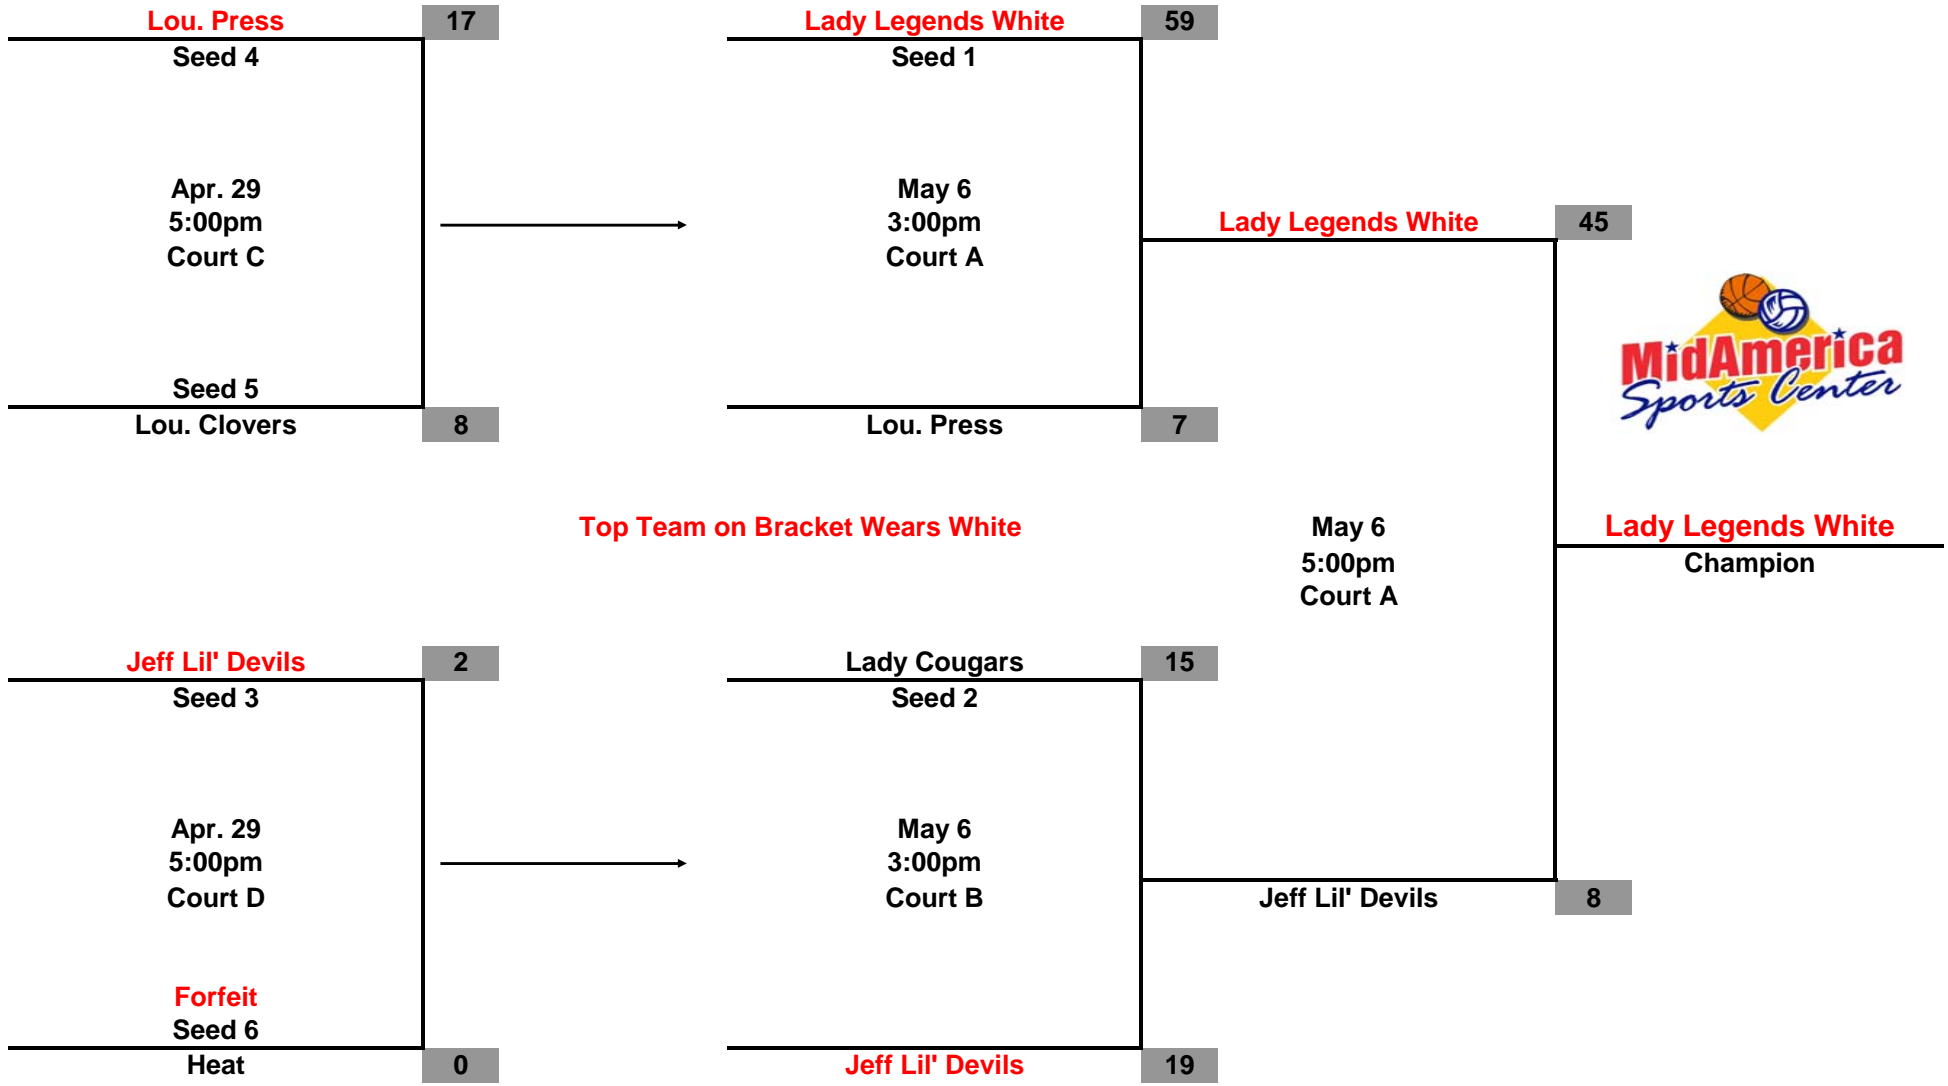 Lou. Press 17
Seed 4
Apr. 29
5:00pm
Court C
Seed 5
Lou. Clovers 8
Lady Legends White 59
Seed 1
May 6
3:00pm
Court A
Lou. Press 7
Lady Legends White 45
MidAmerica
Sports Center
Top Team on Bracket Wears White
May 6
5:00pm
Court A
Lady Legends White
Champion
Jeff Lil' Devils 2
Seed 3
Apr. 29
5:00pm
Court D
Forfeit
Seed 6
Heat 0
Lady Cougars 15
Seed 2
May 6
3:00pm
Court B
Jeff Lil' Devils 19
Jeff Lil' Devils 8